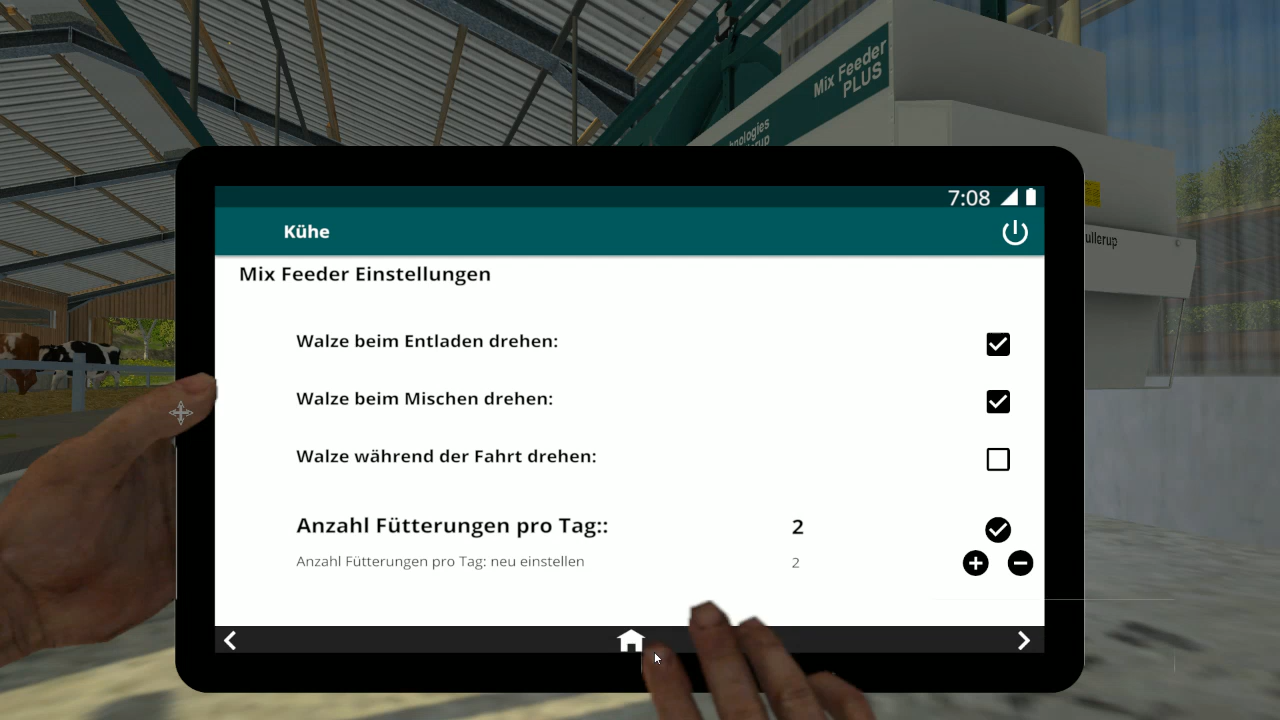 Mix Feeder
PLUS
7:08
Kühe
Mix Feeder Einstellungen
Walze beim Entladen drehen:
Walze beim Mischen drehen:
Walze während der Fahrt drehen:
Anzahl Fütterungen pro Tag:: 2
Anzahl Fütterungen pro Tag: neu einstellen 2